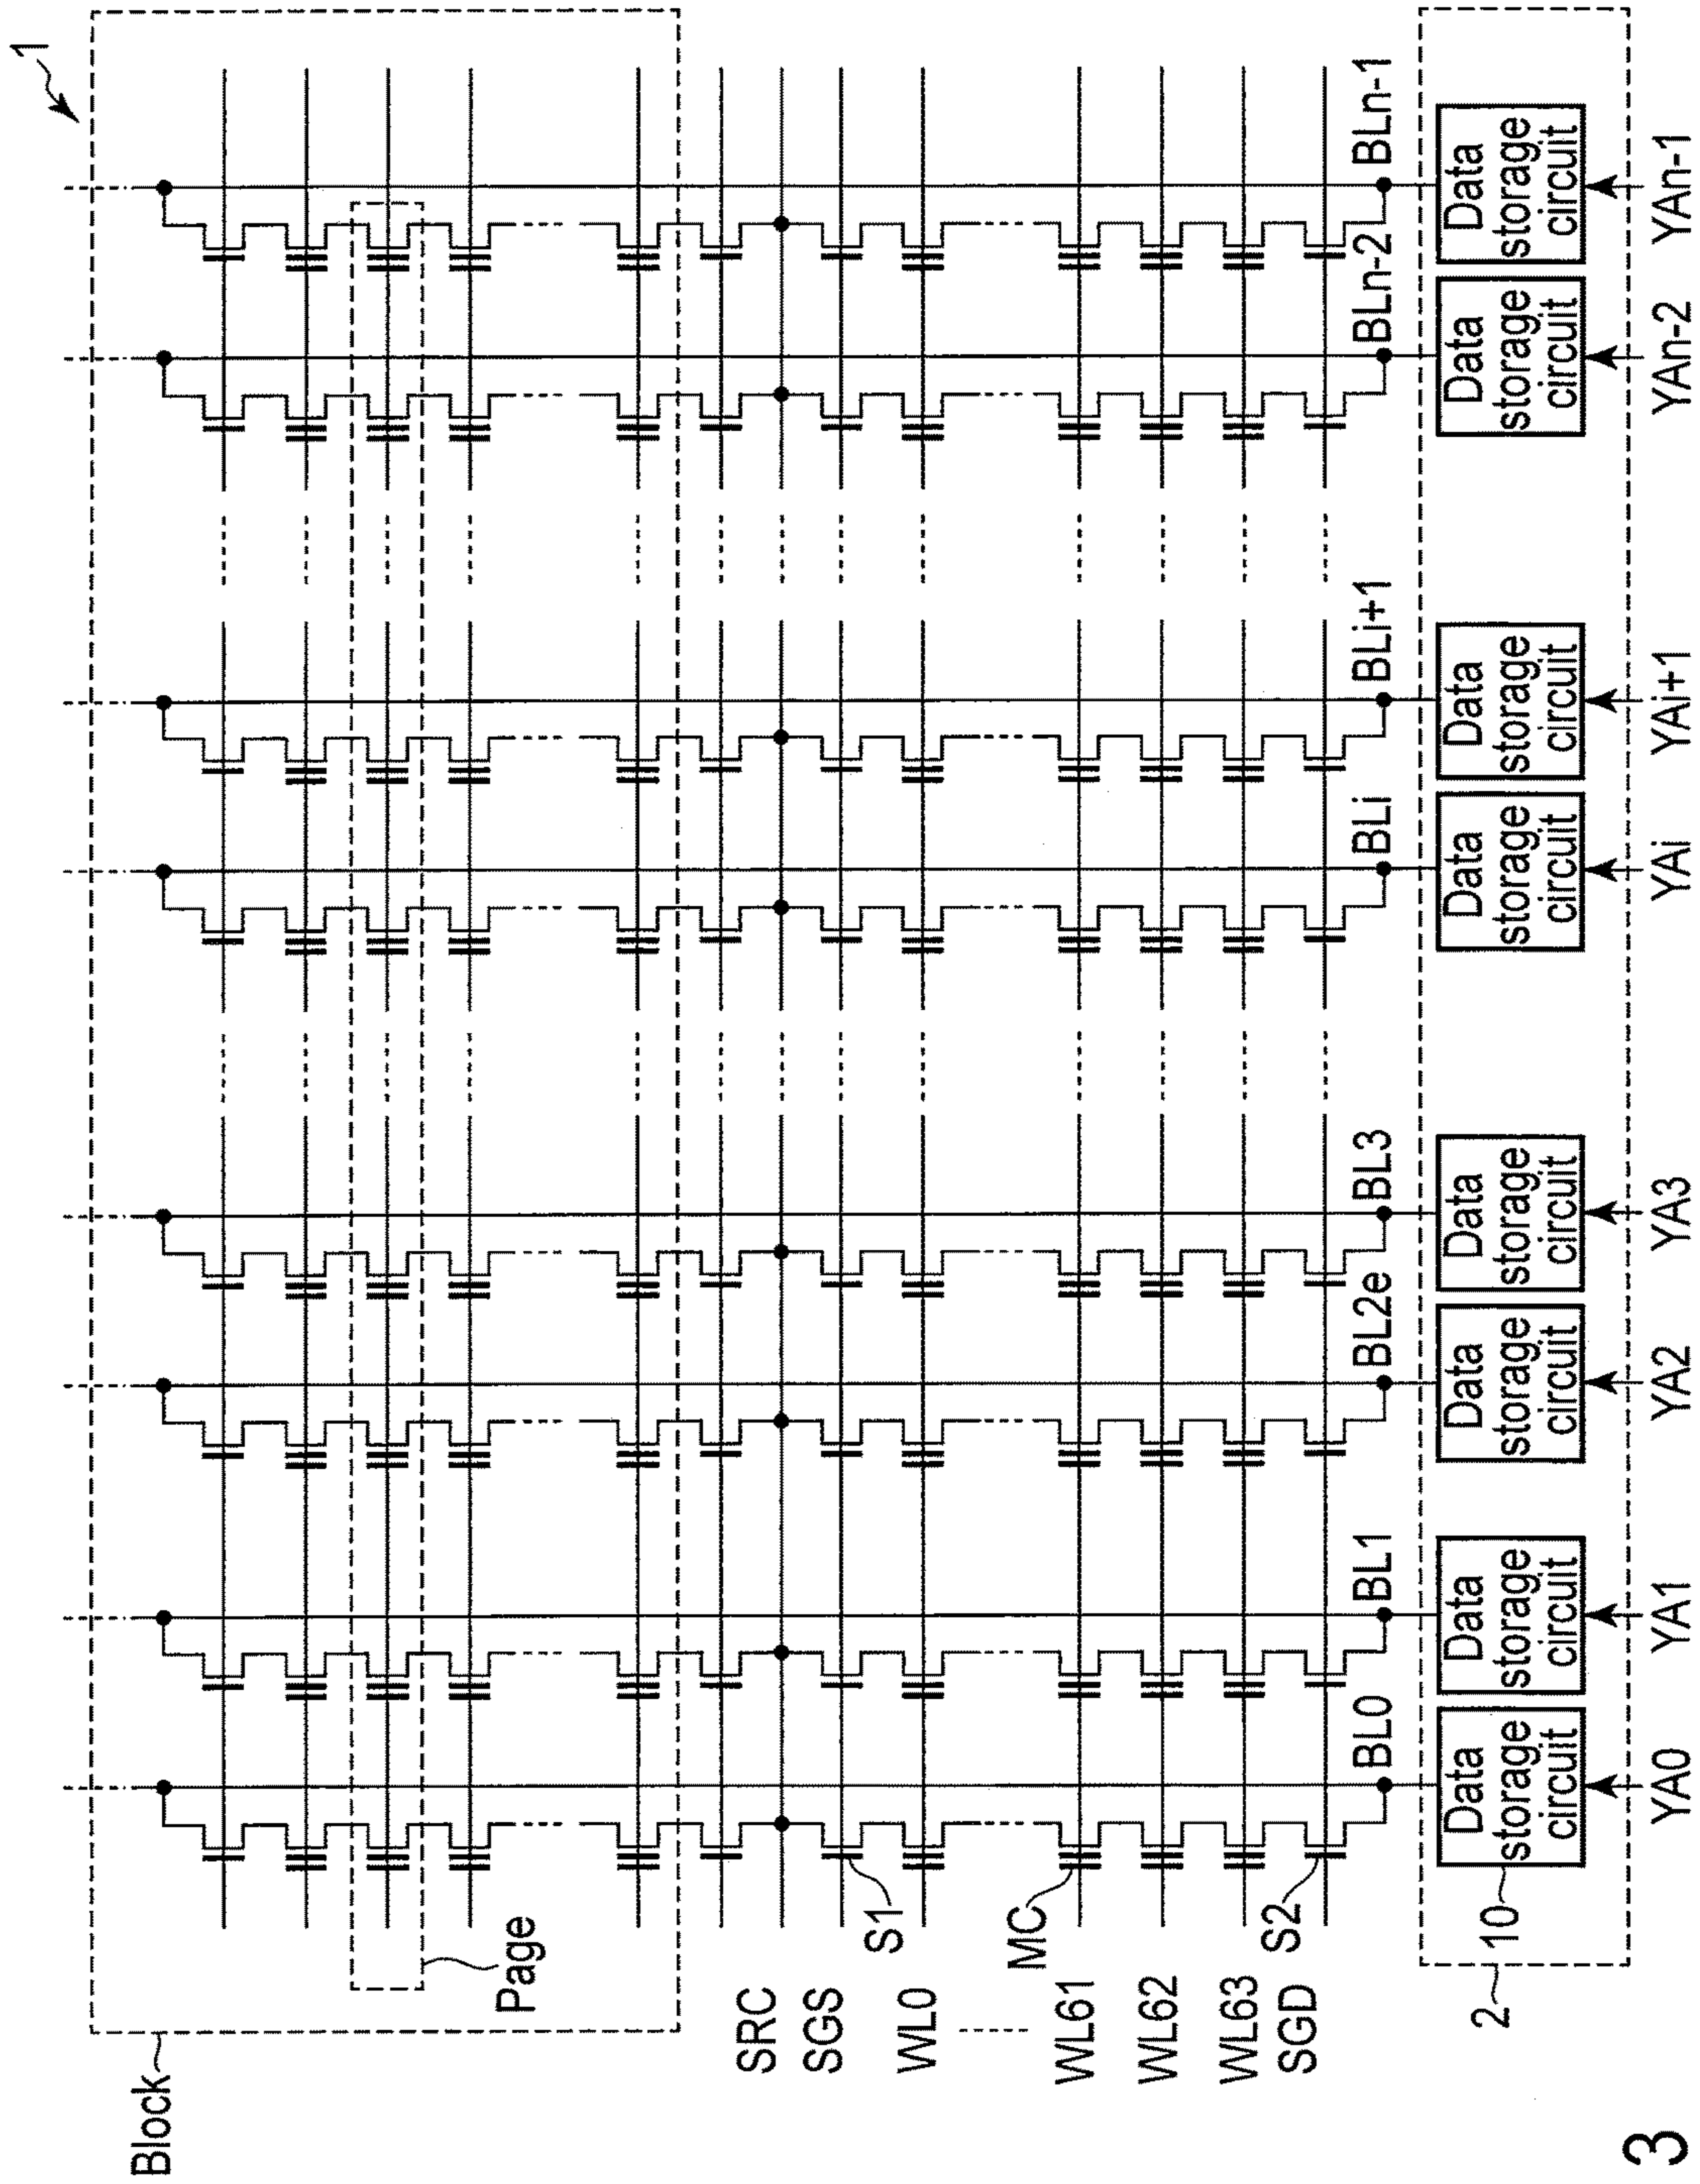 Block
1
Page
SRC
SGS
S1
WL0
MC
WL61
WL62
WL63
S2
SGD
BL0
BL1
BL2e
BL3
BLi
BLi+1
BLn-2
BLn-1
2
10
Data
storage
circuit
Data
storage
circuit
Data
storage
circuit
Data
storage
circuit
Data
storage
circuit
Data
storage
circuit
Data
storage
circuit
Data
storage
circuit
YA0
YA1
YA2
YA3
YAi
YAi+1
YAn-2
YAn-1
3